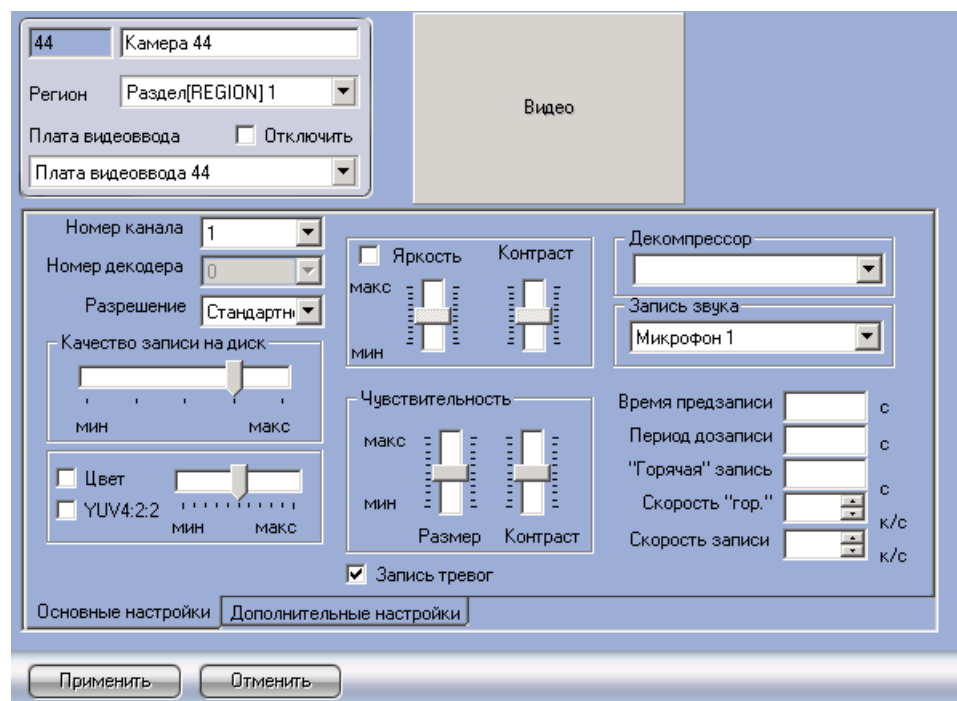 44
Камера 44
Регион
Раздел[REGION] 1
Плата видеоввода
Отключить
Плата видеоввода 44
Видео
Номер канала
1
Номер декодера
0
Разрешение
Стандартн
Качество записи на диск
мин
макс
Цвет
YUV4:2:2
мин
макс
Яркость
Контраст
макс
мин
Чувствительность
макс
мин
Размер
Контраст
Запись тревог
Декомпрессор
Запись звука
Микрофон 1
Время предзаписи
с
Период дозаписи
с
"Горячая" запись
с
Скорость "гор."
к/с
Скорость записи
к/с
Основные настройки
Дополнительные настройки
Применить
Отменить